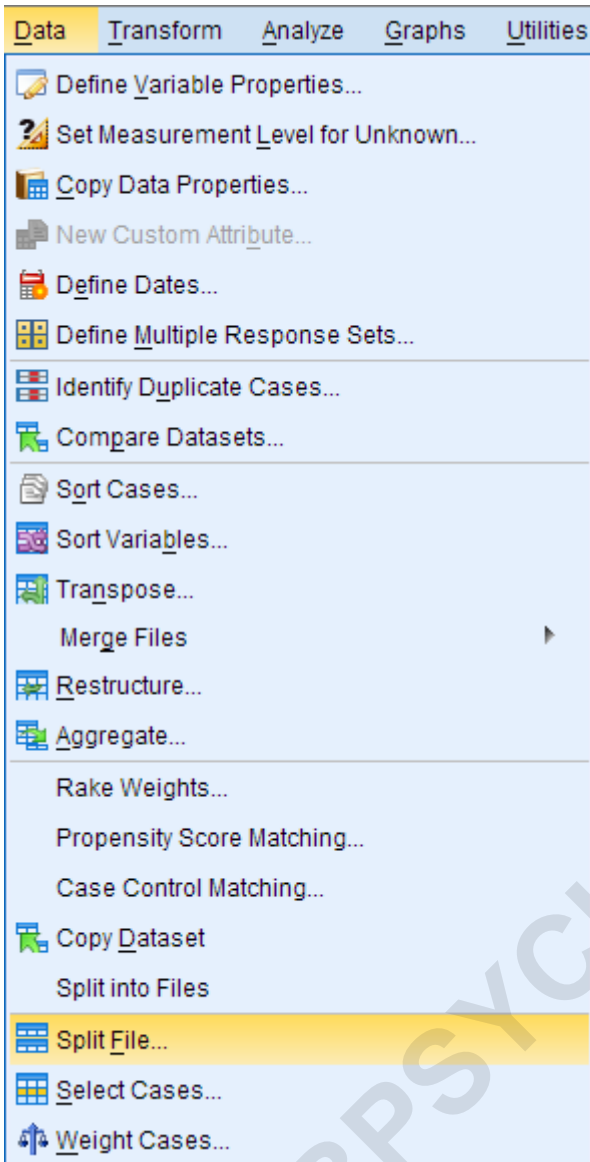 Data Transform Analyze Graphs Utilities
Define Variable Properties...
Set Measurement Level for Unknown...
Copy Data Properties...
New Custom Attribute...
Define Dates...
Define Multiple Response Sets...
Identify Duplicate Cases...
Compare Datasets...
Sort Cases...
Sort Variables...
Transpose...
Merge Files
Restructure...
Aggregate...
Rake Weights...
Propensity Score Matching...
Case Control Matching...
Copy Dataset
Split into Files
Split File...
Select Cases...
Weight Cases...